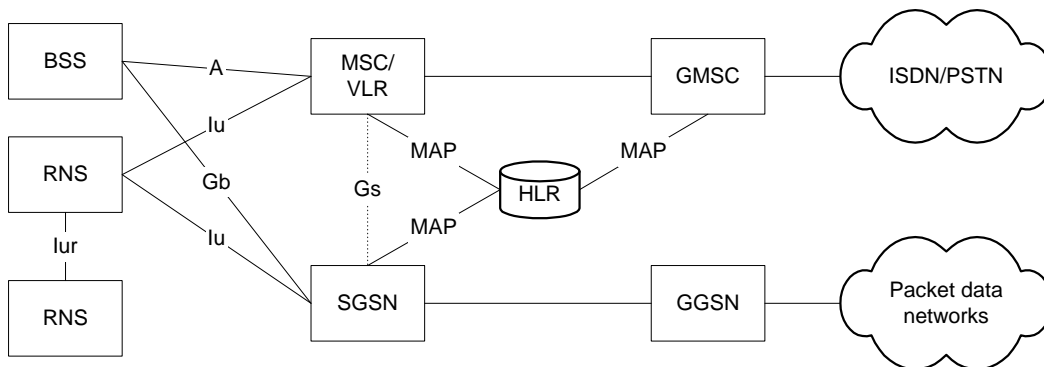 BSS
A
MSC/
VLR
GMSC
ISDN/PSTN
Iu
MAP
MAP
RNS
Gb
Gs
HLR
Iur
Iu
MAP
RNS
SGSN
GGSN
Packet data
networks